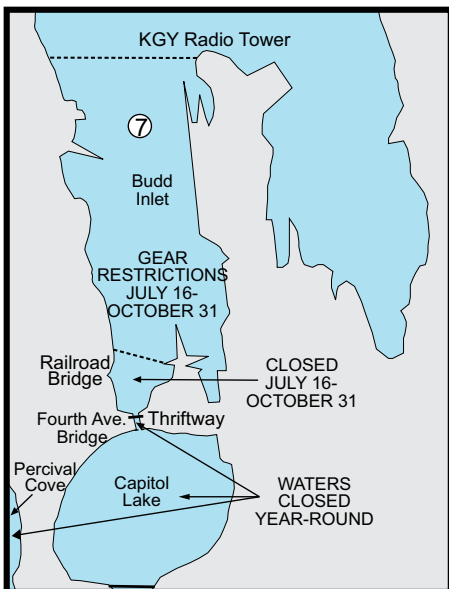 KGY Radio Tower
7
Budd
Inlet
GEAR
RESTRICTIONS
JULY 16-
OCTOBER 31
Railroad
Bridge
CLOSED
JULY 16-
OCTOBER 31
Fourth Ave.
Bridge
Thriftway
Percival
Cove
Capitol
Lake
WATERS
CLOSED
YEAR-ROUND